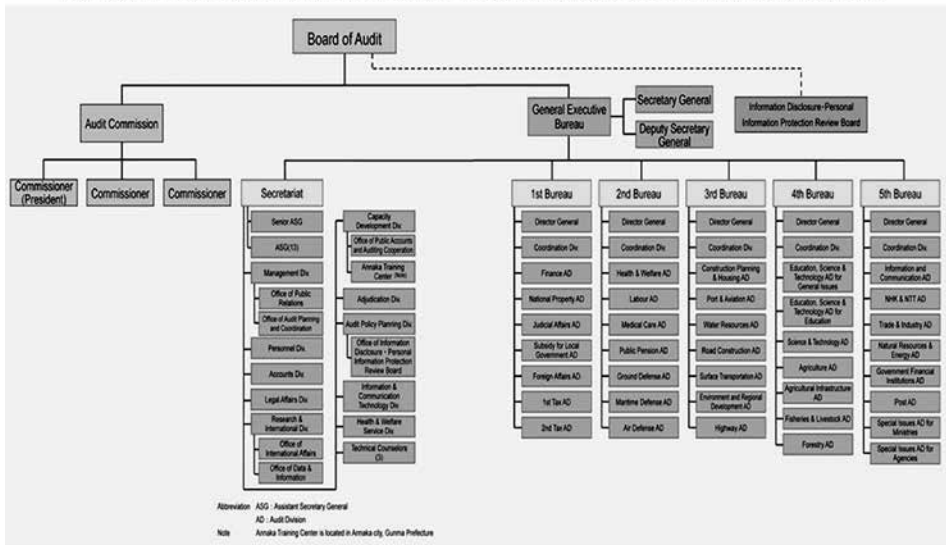 Board of Audit
Audit Commission
General Executive
Bureau
Secretary General
Deputy Secretary
General
Information Disclosure・Personal
Information Protection Review Board
Commissioner
(President)
Commissioner
Commissioner
Secretariat
Senior ASG
ASG(13)
Management Div.
Office of Public
Relations
Office of Audit Planning
and Coordination
Personnel Div.
Accounts Div.
Legal Affairs Div.
Research &
International Div.
Office of
International Affairs
Office of Data &
Information
Capacity
Development Div.
Office of Public Accounts
and Auditing Cooperation
Annaka Training
Center (Note)
Adjudication Div.
Audit Policy Planning Div.
Office of Information
Disclosure・Personal
Information Protection
Review Board
Information &
Communication
Technology Div.
Health & Welfare
Service Div.
Technical Counselors
(3)
1st Bureau
Director General
Coordination Div.
Finance AD
National Property AD
Judicial Affairs AD
Subsidy for Local
Government AD
Foreign Affairs AD
1st Tax AD
2nd Tax AD
2nd Bureau
Director General
Coordination Div.
Health & Welfare AD
Labour AD
Medical Care AD
Public Pension AD
Ground Defense AD
Maritime Defense AD
Air Defense AD
3rd Bureau
Director General
Coordination Div.
Construction Planning
& Housing AD
Port & Aviation AD
Water Resources AD
Road Construction AD
Surface Transportation AD
Environment and Regional
Development AD
Highway AD
4th Bureau
Director General
Coordination Div.
Education, Science &
Technology AD for
General Issues
Education, Science &
Technology AD for
Education
Science & Technology AD
Agriculture AD
Agricultural Infrastructure
AD
Fisheries & Livestock AD
Forestry AD
5th Bureau
Director General
Coordination Div.
Information and
Communication AD
NHK & NTT AD
Trade & Industry AD
Natural Resources &
Energy AD
Government Financial
Institutions AD
Post AD
Special Issues AD for
Ministries
Special Issues AD for
Agencies
Abbreviation ASG : Assistant Secretary General
AD : Audit Division
Note Annaka Training Center is located in Annaka city, Gunma Prefecture